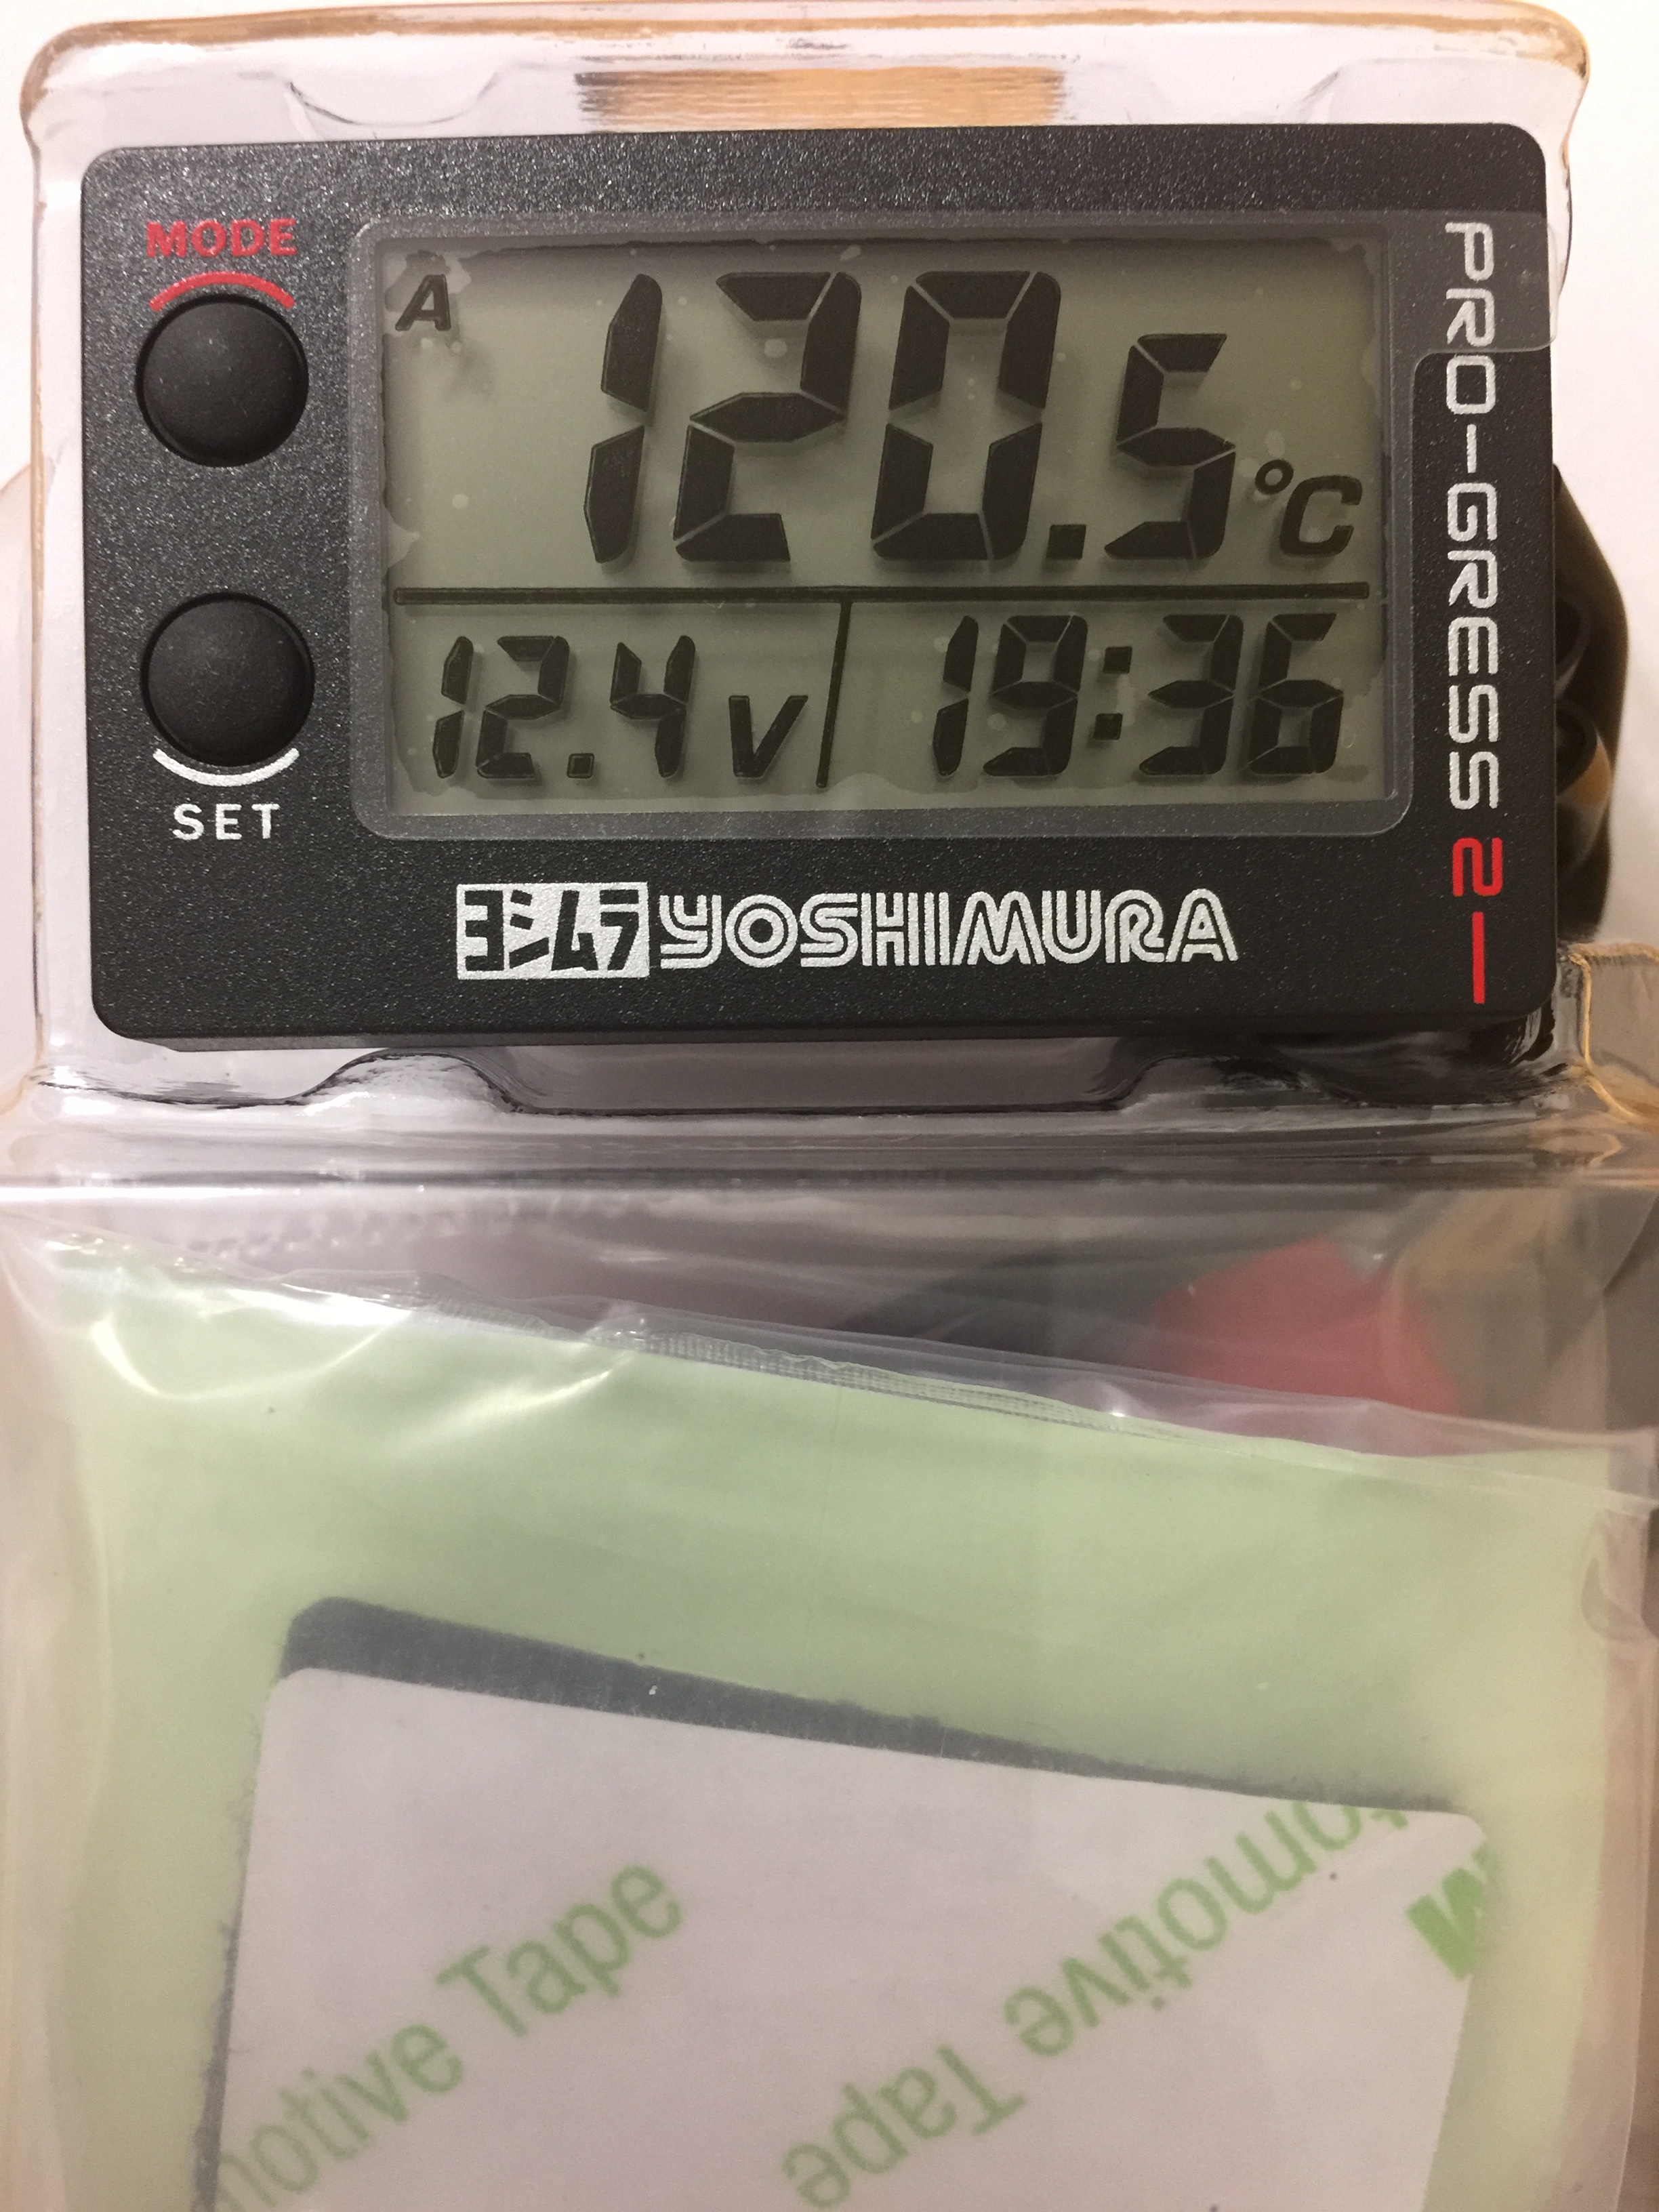 MODE
A
120.5°C
12.4V
19:36
SET
ヨシムラ YOSHIMURA
PRO-GRESS 2
motive Tape
tomotive Tape
M